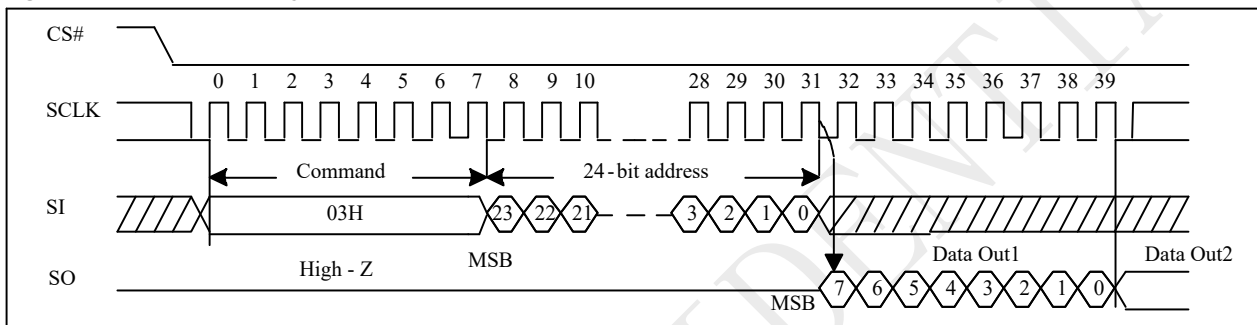 CS#
0 1 2 3 4 5 6 7 8 9 10 28 29 30 31 32 33 34 35 36 37 38 39
SCLK
Command 24-bit address
SI 03H 23 22 21 3 2 1 0
High - Z MSB Data Out1 Data Out2
SO MSB 7 6 5 4 3 2 1 0